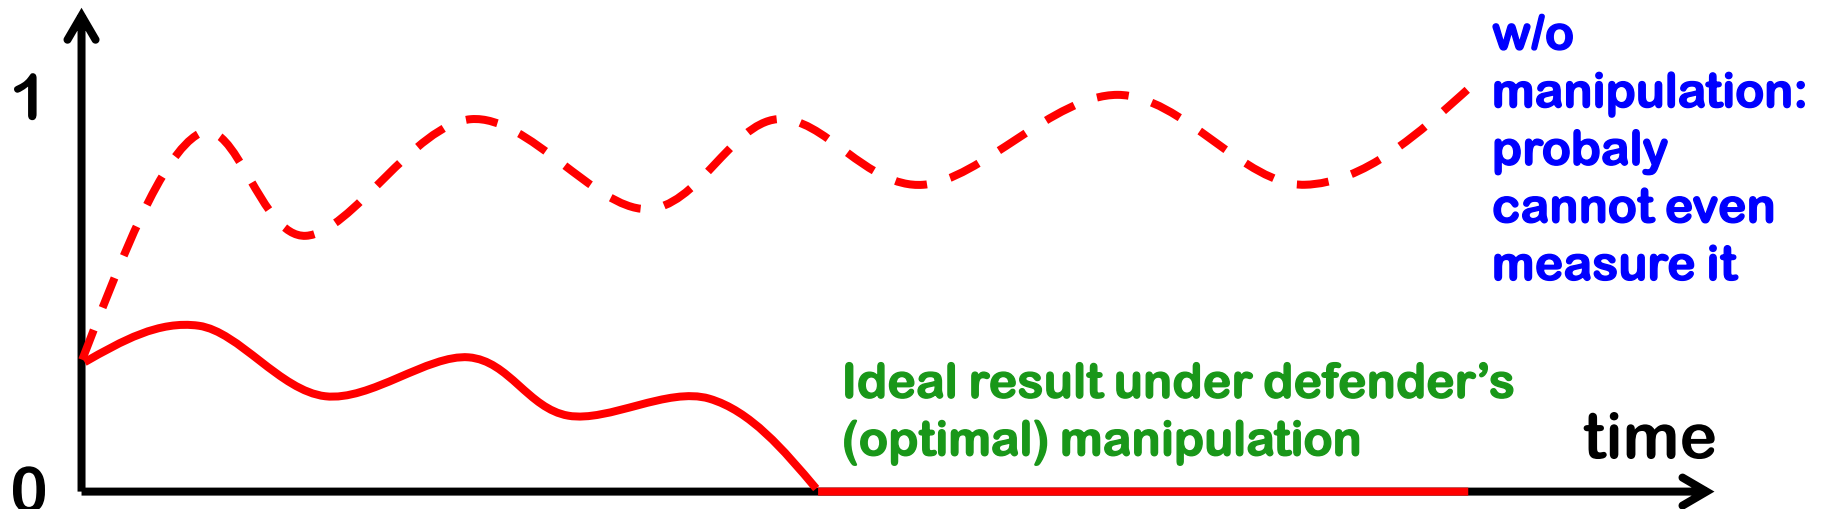 w/o
manipulation:
probaly
cannot even
measure it
1
Ideal result under defender’s
(optimal) manipulation
time
0